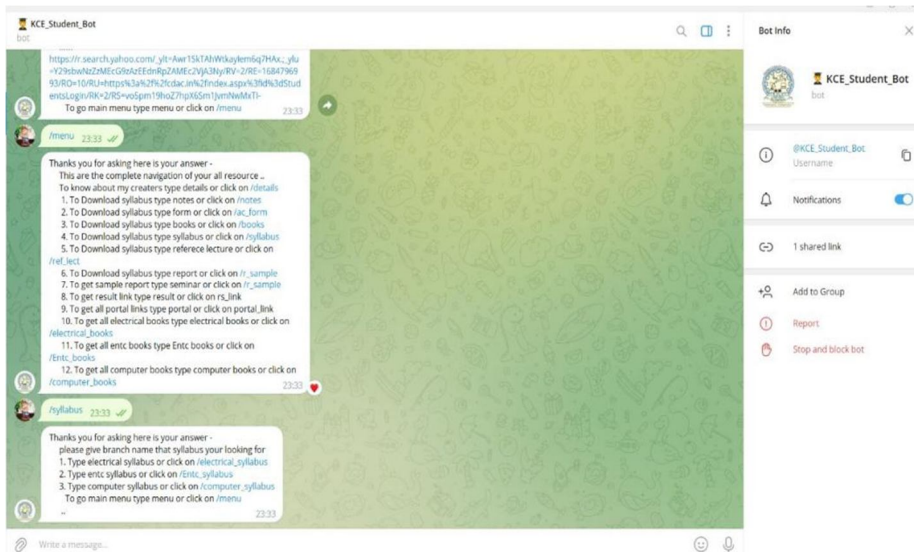 KCE_Student_Bot
bot
https://r.search.yahoo.com/_ylt=Awr15kTAhWtkaylem6q7HAx.;_ylu
=Y29sbwNzZzMEcG9zAzEEdnRpZAMEc2VjA3Ny/RV=2/RE=16847969
93/RO=10/RU=https%3a%2f%2fcdac.in%2findex.aspx%3fid%3dStud
entsLogin/RK=2/RS=vo5pm19hoZ7hpX6Sm1JvmNwMxTI-
To go main menu type menu or click on /menu
23:33
/menu 23:33
Thanks you for asking here is your answer -
This are the complete navigation of your all resource ..
To know about my creaters type details or click on /details
1. To Download syllabus type notes or click on /notes
2. To Download syllabus type form or click on /ac_form
3. To Download syllabus type books or click on /books
4. To Download syllabus type syllabus or click on /syllabus
5. To Download syllabus type referece lecture or click on
/ref_lect
6. To Download syllabus type report or click on /r_sample
7. To get sample report type seminar or click on /r_sample
8. To get result link type result or click on rs_link
9. To get all portal links type portal or click on portal_link
10. To get all electrical books type electrical books or click on
/electrical_books
11. To get all entc books type Entc books or click on
/Entc_books
12. To get all computer books type computer books or click on
/computer_books
23:33
/syllabus 23:33
Thanks you for asking here is your answer -
please give branch name that syllabus your looking for
1. Type electrical syllabus or click on /electrical_syllabus
2. Type entc syllabus or click on /Entc_syllabus
3. Type computer syllabus or click on /computer_syllabus
To go main menu type menu or click on /menu
..
23:33
Write a message...
Bot Info
KCE_Student_Bot
bot
@KCE_Student_Bot
Username
Notifications
1 shared link
Add to Group
Report
Stop and block bot